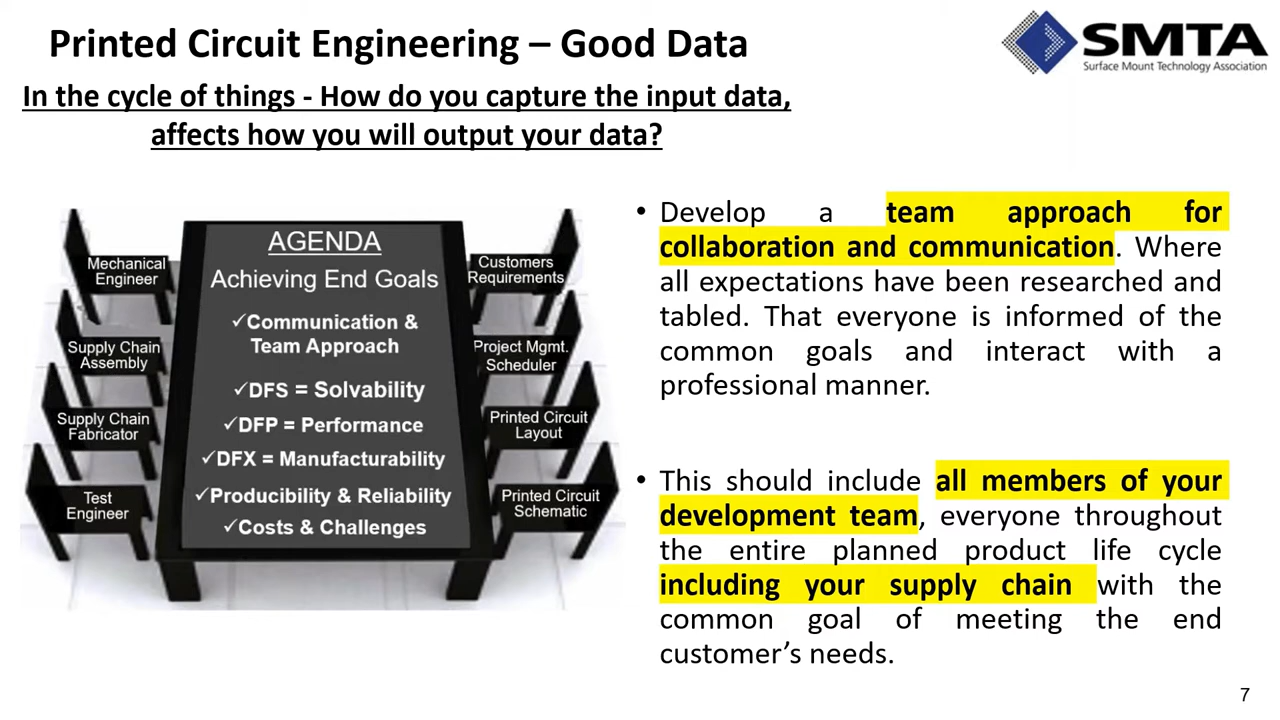 Printed Circuit Engineering – Good Data
SMTA
Surface Mount Technology Association
In the cycle of things - How do you capture the input data,
affects how you will output your data?
AGENDA
Achieving End Goals
✓Communication &
Team Approach
✓DFS = Solvability
✓DFP = Performance
✓DFX = Manufacturability
✓Producibility & Reliability
✓Costs & Challenges
Mechanical
Engineer
Supply Chain
Assembly
Supply Chain
Fabricator
Test
Engineer
Customers
Requirements
Project Mgmt.
Scheduler
Printed Circuit
Layout
Printed Circuit
Schematic
• Develop a team approach for
collaboration and communication. Where
all expectations have been researched and
tabled. That everyone is informed of the
common goals and interact with a
professional manner.
• This should include all members of your
development team, everyone throughout
the entire planned product life cycle
including your supply chain with the
common goal of meeting the end
customer’s needs.
7